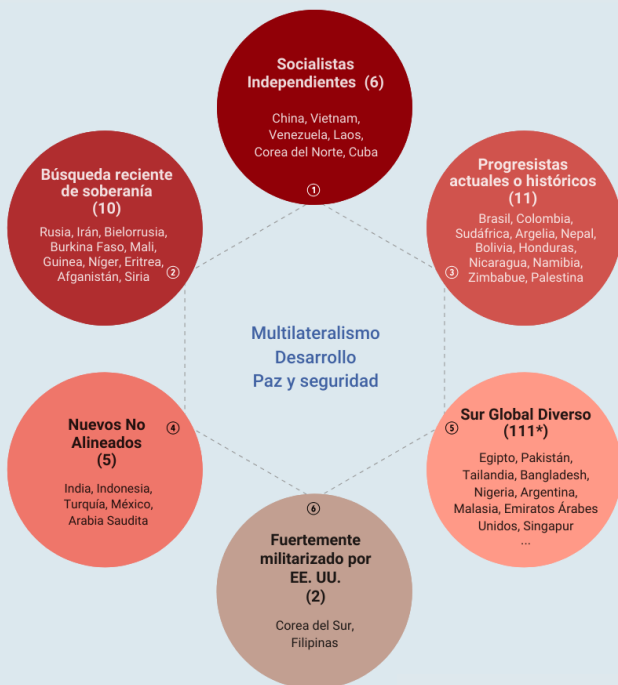 Socialistas
Independientes (6)
China, Vietnam,
Venezuela, Laos,
Corea del Norte, Cuba
①
Búsqueda reciente
de soberanía
(10)
Rusia, Irán, Bielorrusia,
Burkina Faso, Mali,
Guinea, Níger, Eritrea,
Afganistán, Siria
②
Progresistas
actuales o históricos
(11)
Brasil, Colombia,
Sudáfrica, Argelia, Nepal,
Bolivia, Honduras,
Nicaragua, Namibia,
Zimbabue, Palestina
③
Multilateralismo
Desarrollo
Paz y seguridad
Nuevos No
Alineados
(5)
④
India, Indonesia,
Turquía, México,
Arabia Saudita
Sur Global Diverso
(111*)
⑤
Egipto, Pakistán,
Tailandia, Bangladesh,
Nigeria, Argentina,
Malasia, Emiratos Árabes
Unidos, Singapur
...
⑥
Fuertemente
militarizado por
EE. UU.
(2)
Corea del Sur,
Filipinas